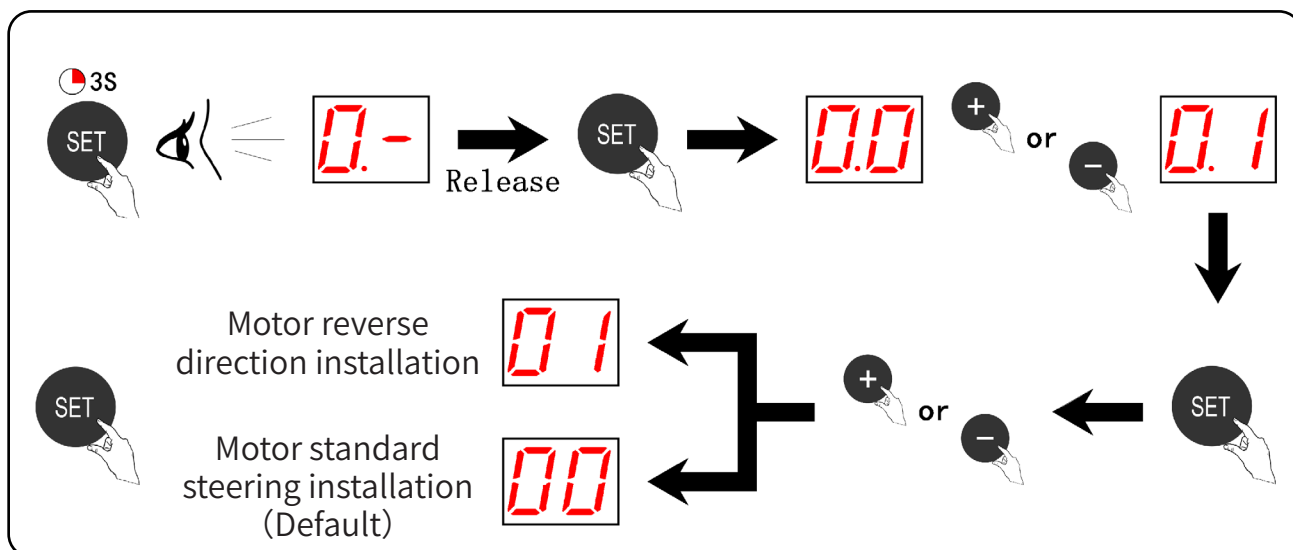 3S
SET
0.-
Release
SET
0.0
+
or
-
0.1
Motor reverse
direction installation
01
+
or
-
SET
SET
Motor standard
steering installation
（Default）
00